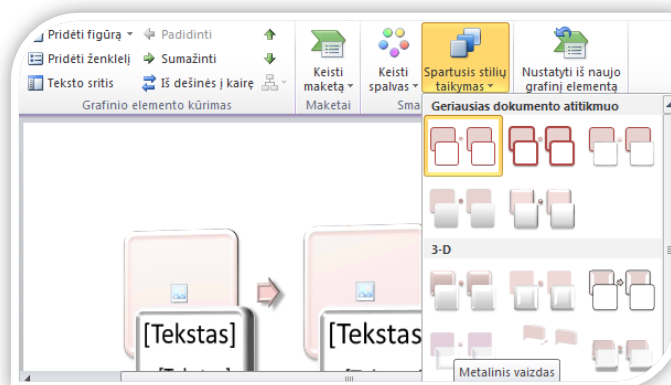 Pridėti figūrą
Padidinti
Pridėti ženklelį
Sumažinti
Teksto sritis
Iš dešinės į kairę
Grafinio elemento kūrimas
Keisti
maketą
Maketai
Keisti
spalvas
Spartusis stilių
taikymas
Nustatyti iš naujo
grafinį elementą
Sma
Geriausias dokumento atitikmuo
3-D
Metalinis vaizdas
[Tekstas]
[Tekstas